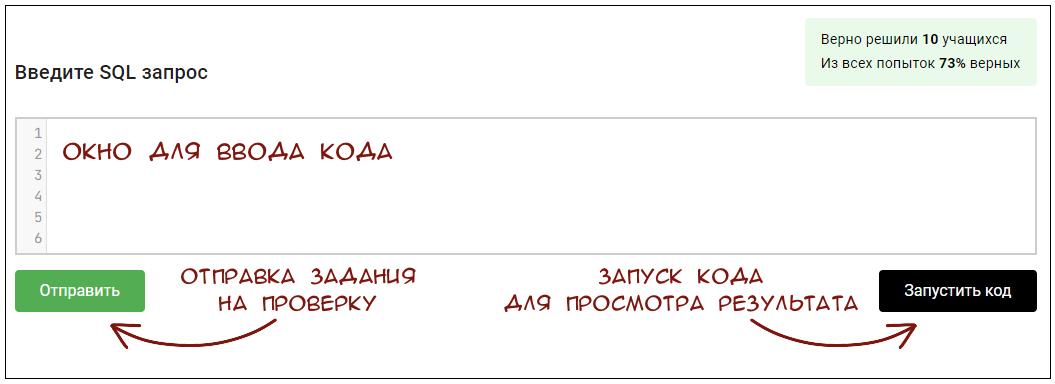 Верно решили 10 учащихся
Из всех попыток 73% верных
Введите SQL запрос
1
2
ОКНО ДЛЯ ВВОДА КОДА
3
4
5
6
Отправить
ОТПРАВКА ЗАДАНИЯ
НА ПРОВЕРКУ
ЗАПУСК КОДА
ДЛЯ ПРОСМОТРА РЕЗУЛЬТАТА
Запустить код